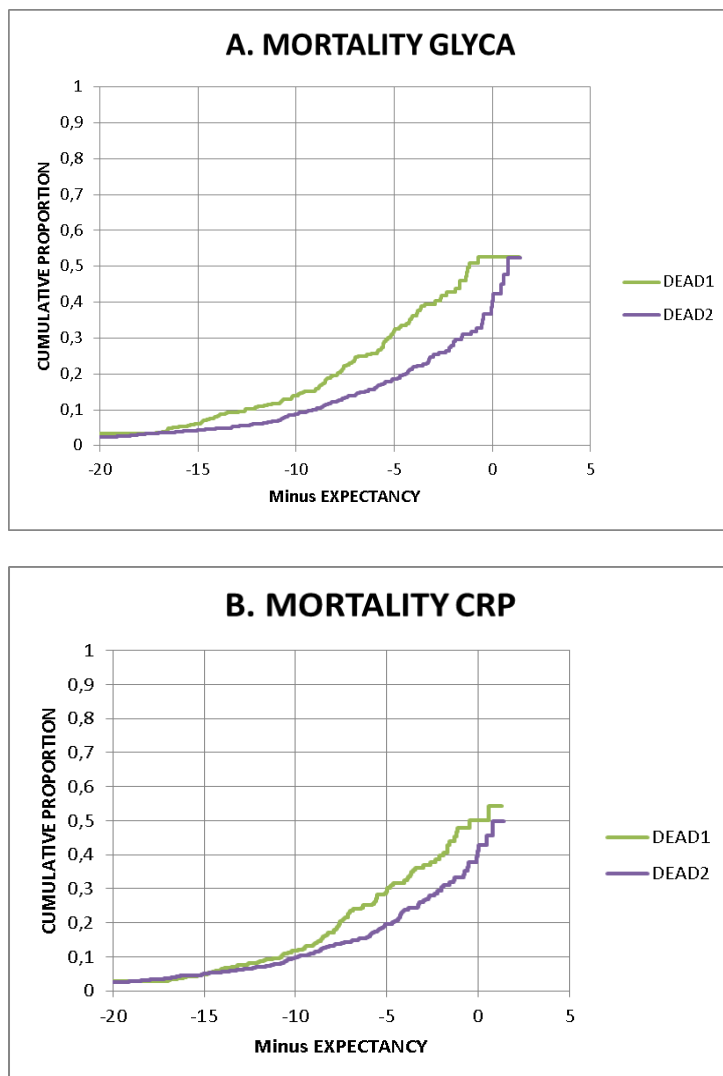 A. MORTALITY GLYCA
1
0,9
0,8
0,7
0,6
0,5
0,4
0,3
0,2
0,1
0
CUMULATIVE PROPORTION
-20 -15 -10 -5 0 5
Minus EXPECTANCY
DEAD1
DEAD2
B. MORTALITY CRP
1
0,9
0,8
0,7
0,6
0,5
0,4
0,3
0,2
0,1
0
CUMULATIVE PROPORTION
-20 -15 -10 -5 0 5
Minus EXPECTANCY
DEAD1
DEAD2